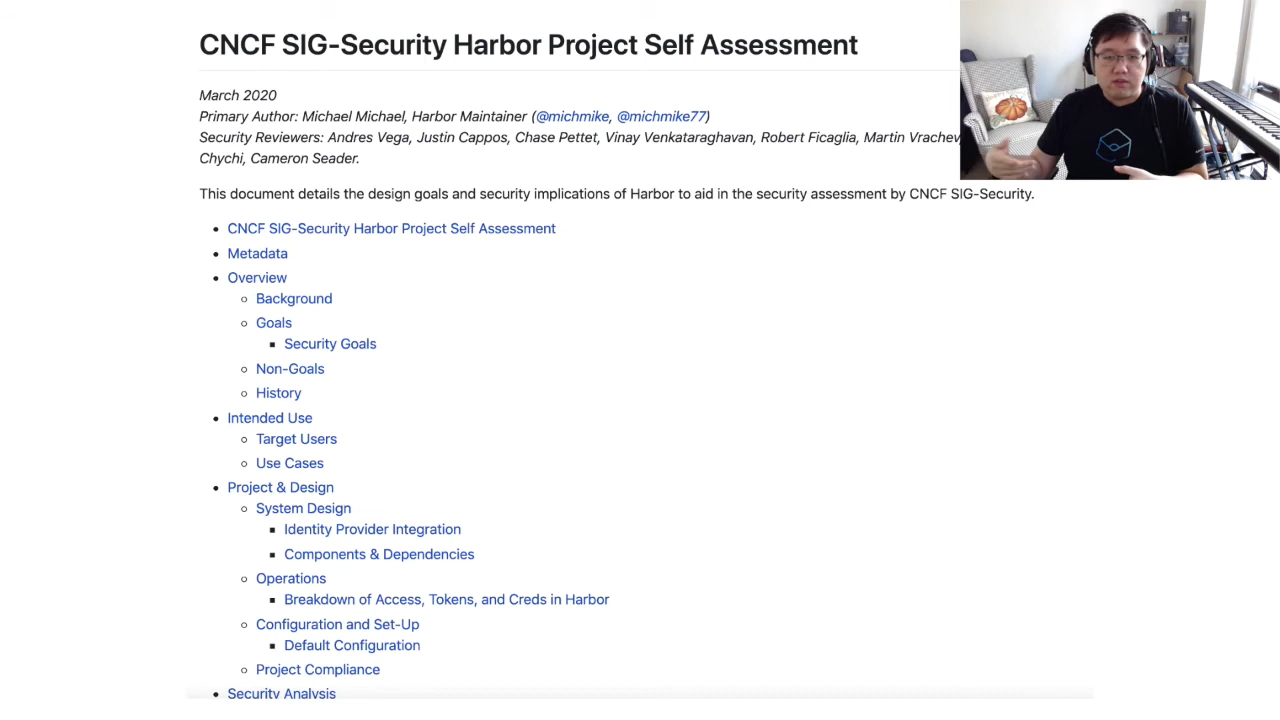 CNCF SIG-Security Harbor Project Self Assessment
March 2020
Primary Author: Michael Michael, Harbor Maintainer (@michmike, @michmike77)
Security Reviewers: Andres Vega, Justin Cappos, Chase Pettet, Vinay Venkataraghavan, Robert Ficaglia, Martin Vrachev,
Chychi, Cameron Seader.
This document details the design goals and security implications of Harbor to aid in the security assessment by CNCF SIG-Security.
CNCF SIG-Security Harbor Project Self Assessment
Metadata
Overview
Background
Goals
Security Goals
Non-Goals
History
Intended Use
Target Users
Use Cases
Project & Design
System Design
Identity Provider Integration
Components & Dependencies
Operations
Breakdown of Access, Tokens, and Creds in Harbor
Configuration and Set-Up
Default Configuration
Project Compliance
Security Analysis